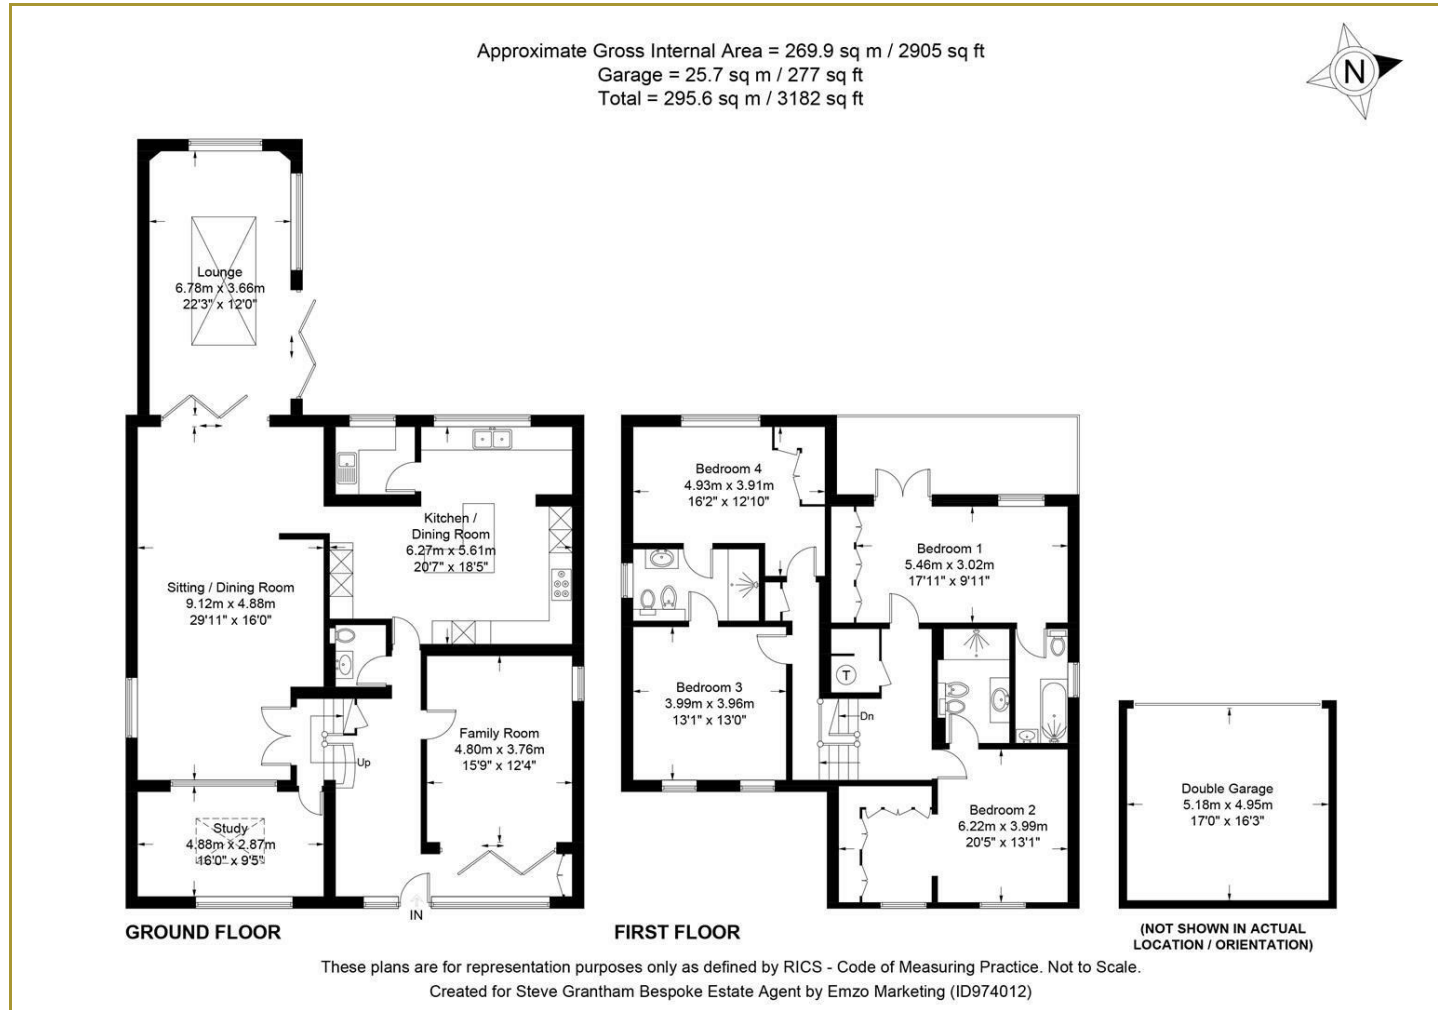 Approximate Gross Internal Area = 269.9 sq m / 2905 sq ft
Garage = 25.7 sq m / 277 sq ft
Total = 295.6 sq m / 3182 sq ft
N
Lounge
6.78m x 3.66m
22'3" x 12'0"
Kitchen /
Dining Room
6.27m x 5.61m
20'7" x 18'5"
Sitting / Dining Room
9.12m x 4.88m
29'11" x 16'0"
Family Room
4.80m x 3.76m
15'9" x 12'4"
Up
Study
4.88m x 2.87m
16'0" x 9'5"
IN
GROUND FLOOR
Bedroom 4
4.93m x 3.91m
16'2" x 12'10"
Bedroom 1
5.46m x 3.02m
17'11" x 9'11"
Bedroom 3
3.99m x 3.96m
13'1" x 13'0"
T
Dn
Bedroom 2
6.22m x 3.99m
20'5" x 13'1"
FIRST FLOOR
Double Garage
5.18m x 4.95m
17'0" x 16'3"
(NOT SHOWN IN ACTUAL
LOCATION / ORIENTATION)
These plans are for representation purposes only as defined by RICS - Code of Measuring Practice. Not to Scale.
Created for Steve Grantham Bespoke Estate Agent by Emzo Marketing (ID974012)